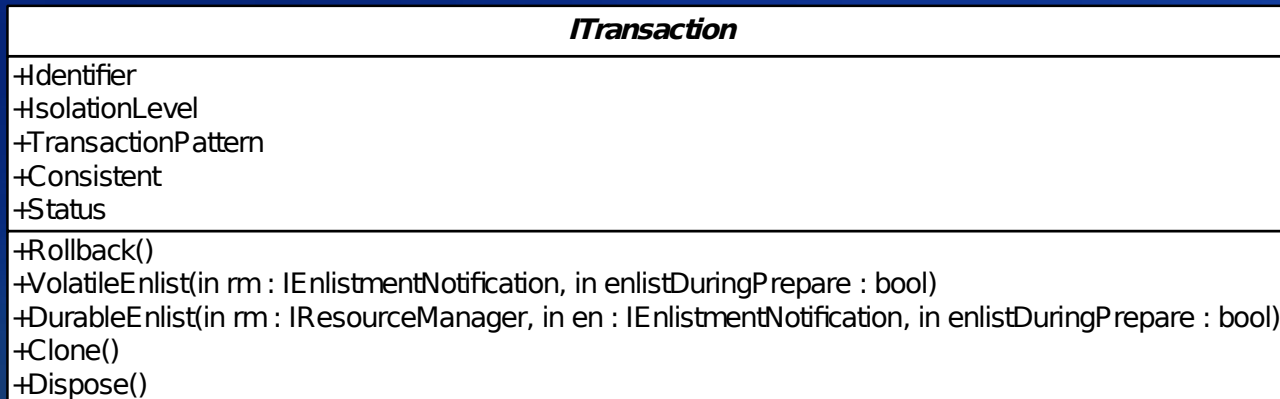 ITransaction
+Identifier
+IsolationLevel
+TransactionPattern
+Consistent
+Status
+Rollback()
+VolatileEnlist(in rm : IEnlistmentNotification, in enlistDuringPrepare : bool)
+DurableEnlist(in rm : IResourceManager, in en : IEnlistmentNotification, in enlistDuringPrepare : bool)
+Clone()
+Dispose()